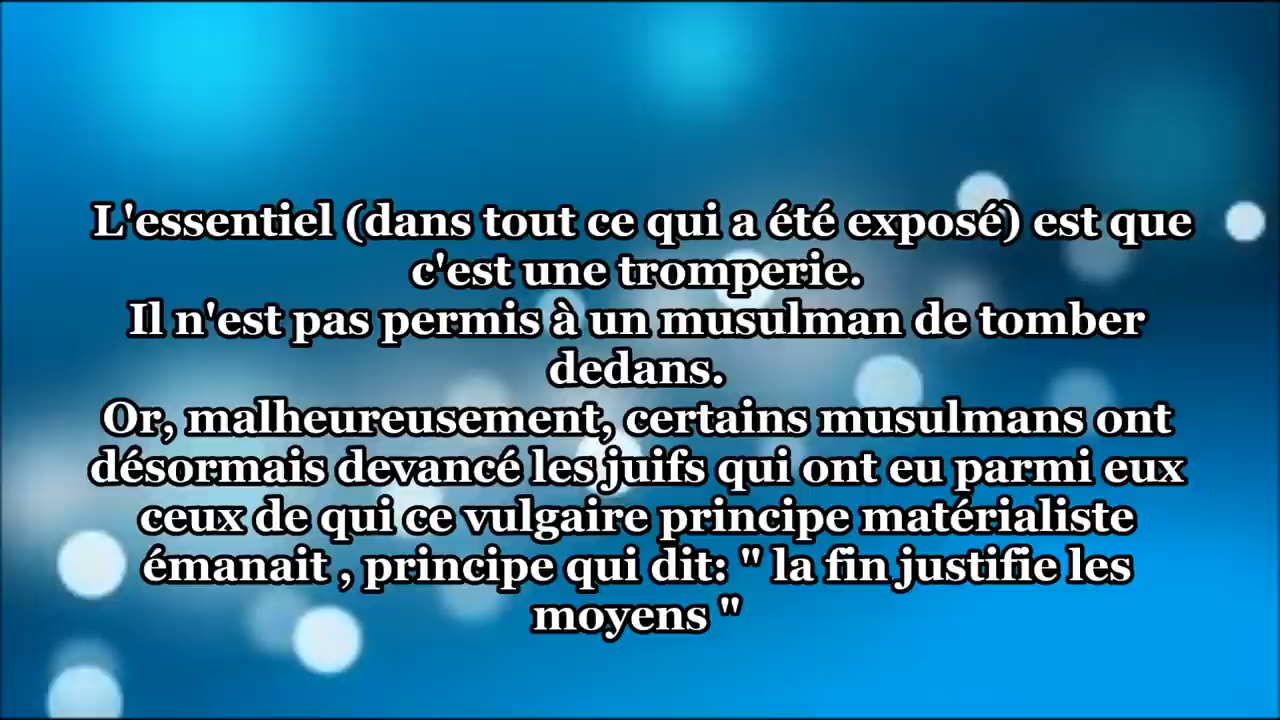 L'essentiel (dans tout ce qui a été exposé) est que
c'est une tromperie.
Il n'est pas permis à un musulman de tomber
dedans.
Or, malheureusement, certains musulmans ont
désormais devancé les juifs qui ont eu parmi eux
ceux de qui ce vulgaire principe matérialiste
émanait , principe qui dit: " la fin justifie les
moyens "